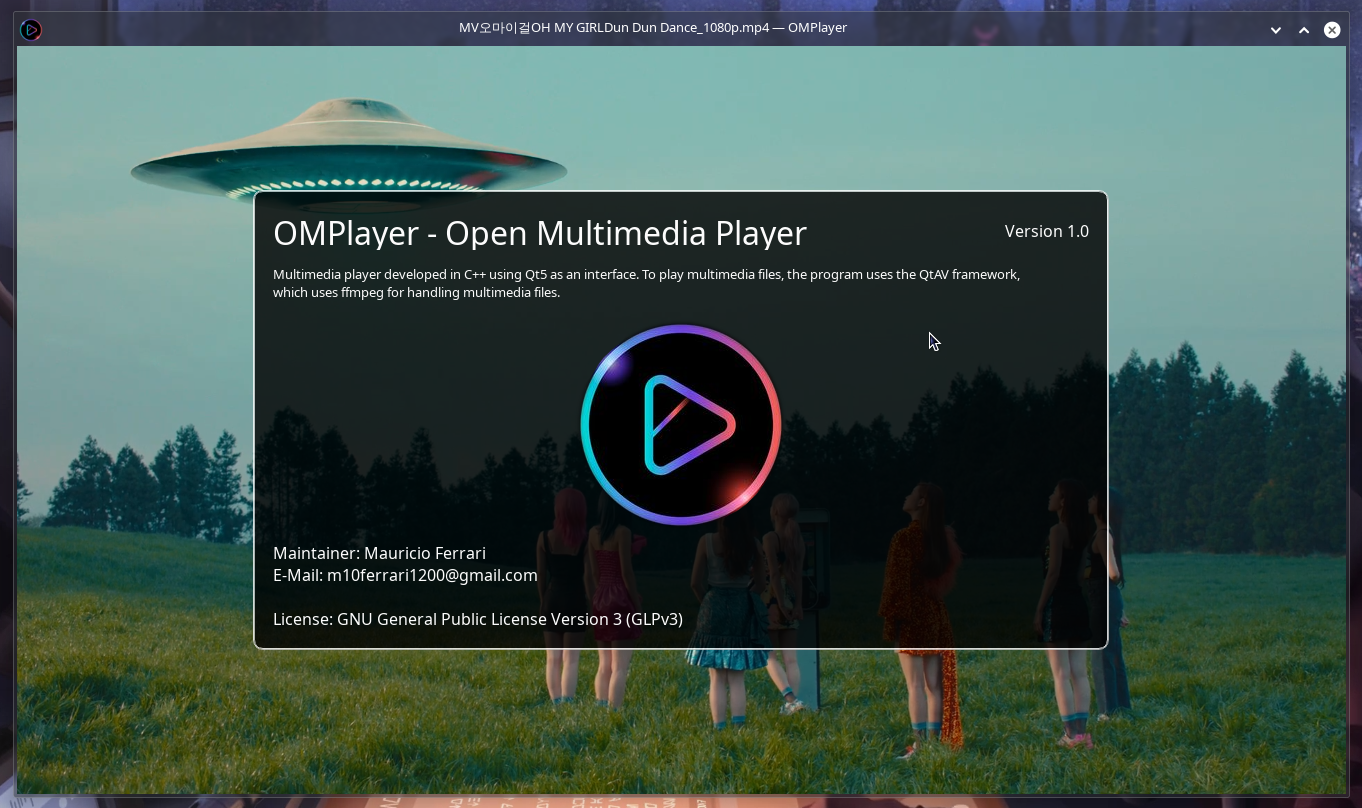 MV오마이걸OH MY GIRLDun Dun Dance_1080p.mp4 — OMPlayer
OMPlayer - Open Multimedia Player
Version 1.0
Multimedia player developed in C++ using Qt5 as an interface. To play multimedia files, the program uses the QtAV framework,
which uses ffmpeg for handling multimedia files.
Maintainer: Mauricio Ferrari
E-Mail: m10ferrari1200@gmail.com
License: GNU General Public License Version 3 (GLPv3)